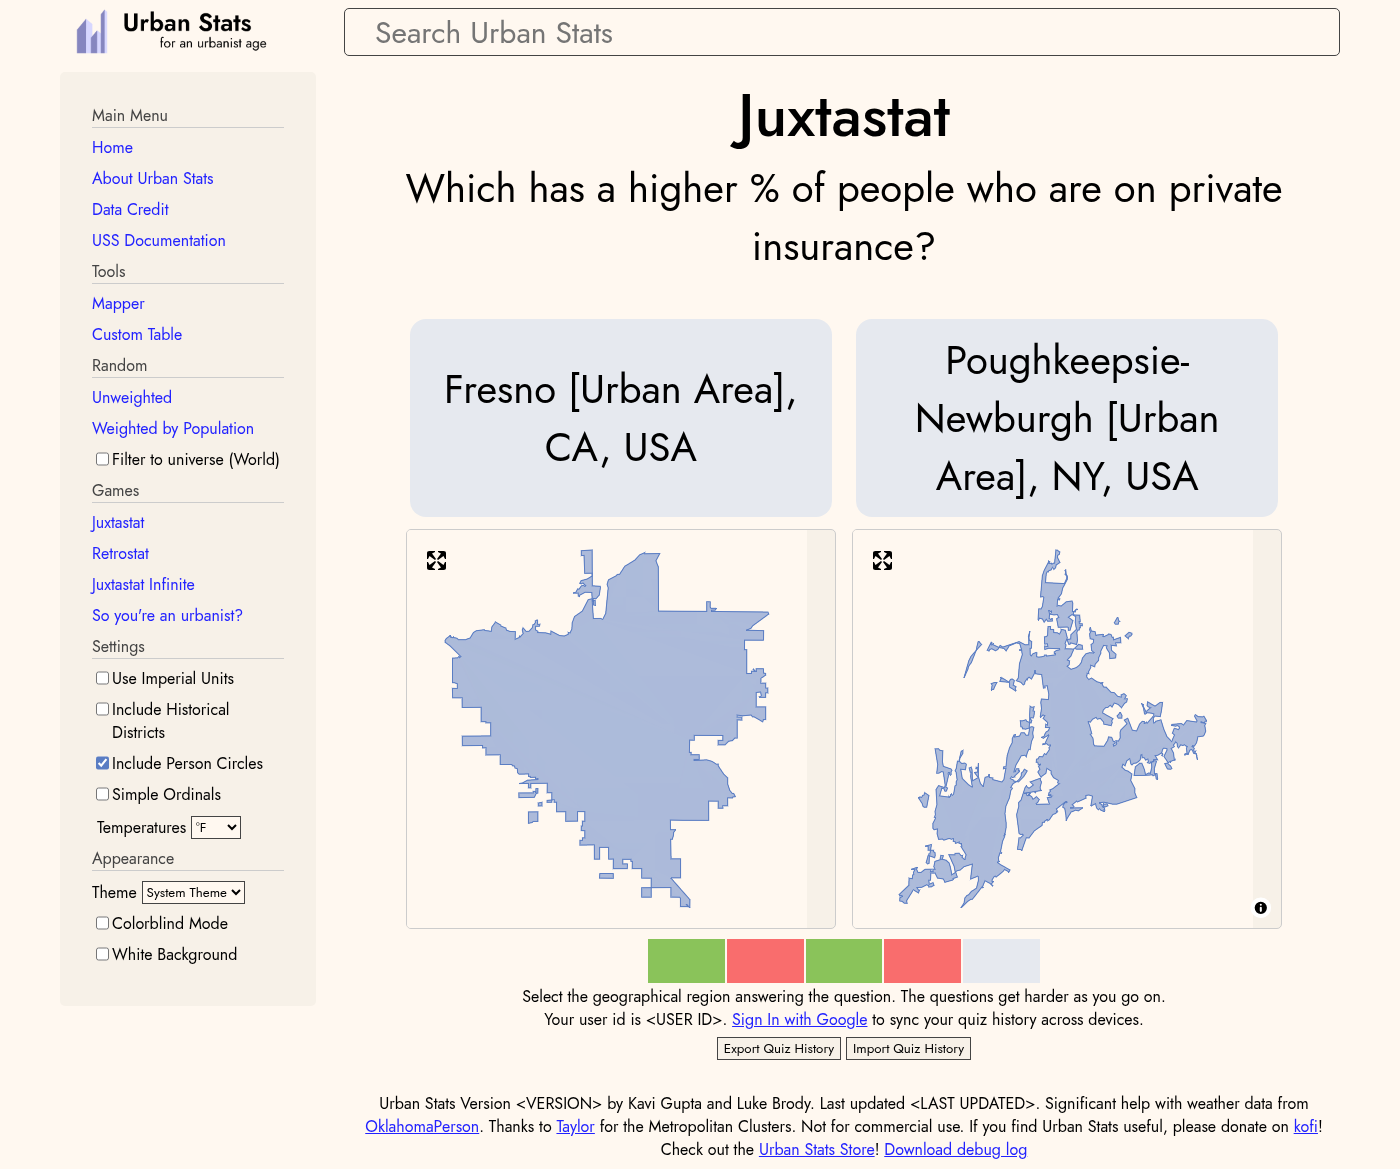 Urban Stats
for an urbanist age
Search Urban Stats
Main Menu
Home
About Urban Stats
Data Credit
USS Documentation
Tools
Mapper
Custom Table
Random
Unweighted
Weighted by Population
Filter to universe (World)
Games
Juxtastat
Retrostat
Juxtastat Infinite
So you're an urbanist?
Settings
Use Imperial Units
Include Historical
Districts
Include Person Circles
Simple Ordinals
Temperatures °F
Appearance
Theme System Theme
Colorblind Mode
White Background
Juxtastat
Which has a higher % of people who are on private
insurance?
Fresno [Urban Area],
CA, USA
Poughkeepsie-
Newburgh [Urban
Area], NY, USA
Select the geographical region answering the question. The questions get harder as you go on.
Your user id is <USER ID>. Sign In with Google to sync your quiz history across devices.
Export Quiz History Import Quiz History
Urban Stats Version <VERSION> by Kavi Gupta and Luke Brody. Last updated <LAST UPDATED>. Significant help with weather data from
OklahomaPerson. Thanks to Taylor for the Metropolitan Clusters. Not for commercial use. If you find Urban Stats useful, please donate on kofi!
Check out the Urban Stats Store! Download debug log